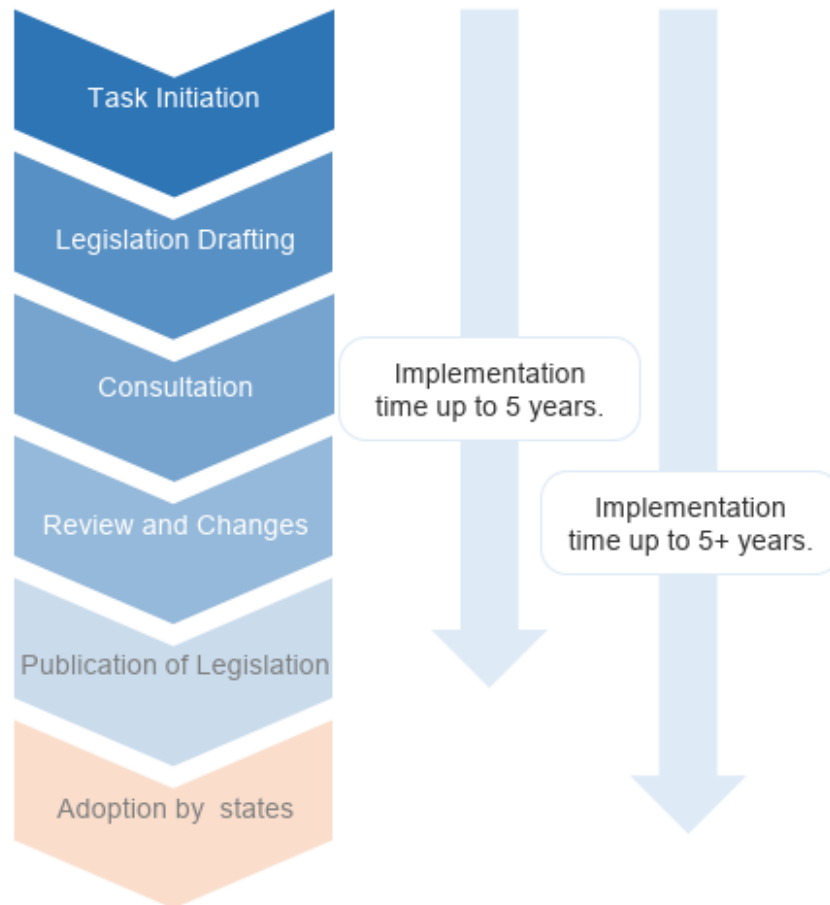 Task Initiation
Legislation Drafting
Consultation
Implementation
time up to 5 years.
Review and Changes
Implementation
time up to 5+ years.
Publication of Legislation
Adoption by  states